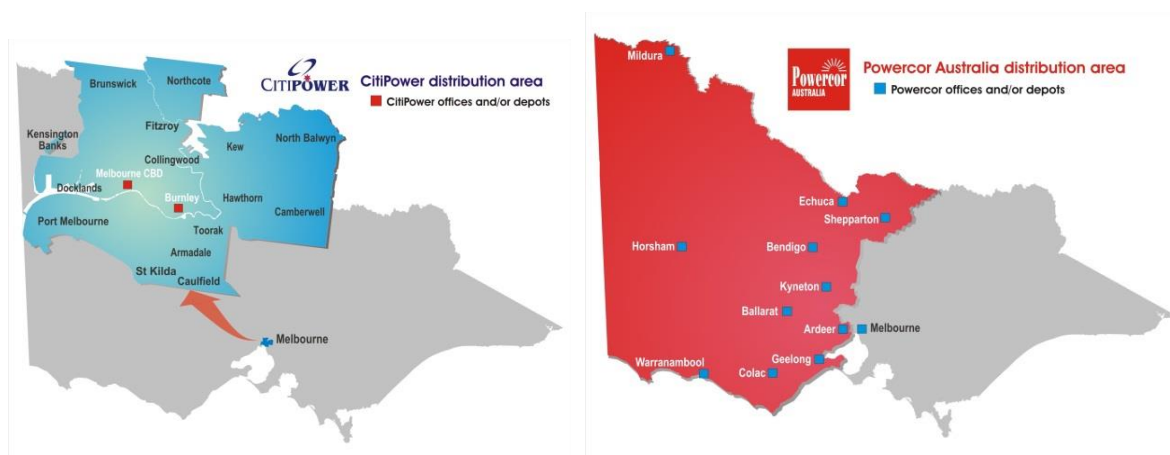 CITIPOWER
CitiPower distribution area
CitiPower offices and/or depots
Brunswick
Northcote
Kensington
Banks
Fitzroy
Kew
North Balwyn
Collingwood
Melbourne CBD
Docklands
Burnley
Hawthorn
Port Melbourne
Camberwell
Toorak
Armadale
St Kilda
Caulfield
Melbourne
Powercor
AUSTRALIA
Powercor Australia distribution area
Powercor offices and/or depots
Mildura
Echuca
Shepparton
Horsham
Bendigo
Kyneton
Ballarat
Ardeer
Melbourne
Geelong
Warranambool
Colac